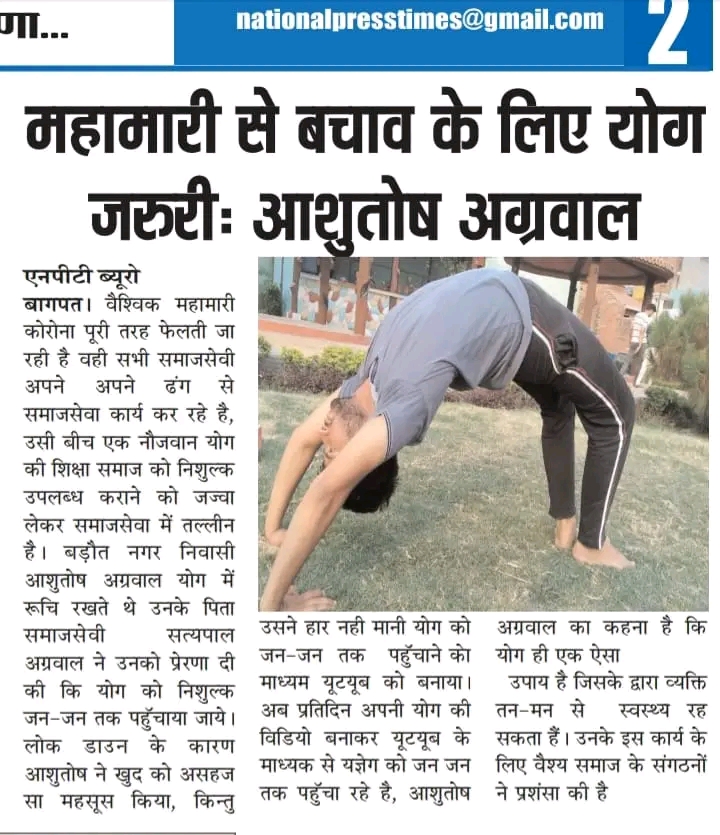 णा...
nationalpresstimes@gmail.com
2
महामारी से बचाव के लिए योग
जरुरीः आशुतोष अग्रवाल
एनपीटी ब्यूरो
बागपत। वैश्विक महामारी
कोरोना पूरी तरह फेलती जा
रही है वही सभी समाजसेवी
अपने अपने ढंग से
समाजसेवा कार्य कर रहे है,
उसी बीच एक नौजवान योग
की शिक्षा समाज को निशुल्क
उपलब्ध कराने को जज्वा
लेकर समाजसेवा में तल्लीन
है। बड़ौत नगर निवासी
आशुतोष अग्रवाल योग में
रूचि रखते थे उनके पिता
समाजसेवी सत्यपाल
अग्रवाल ने उनको प्रेरणा दी
की कि योग को निशुल्क
जन-जन तक पहुॅचाया जाये।
लोक डाउन के कारण
आशुतोष ने खुद को असहज
सा महसूस किया, किन्तु
उसने हार नही मानी योग को
जन-जन तक पहुॅचाने केा
माध्यम यूटयूब को बनाया।
अब प्रतिदिन अपनी योग की
विडियो बनाकर यूटयूब के
माध्यक से यज्ञेग को जन जन
तक पहुॅचा रहे है, आशुतोष
अग्रवाल का कहना है कि
योग ही एक ऐसा
उपाय है जिसके द्वारा व्यक्ति
तन-मन से स्वस्थ्य रह
सकता हैं। उनके इस कार्य के
लिए वैश्य समाज के संगठनों
ने प्रशंसा की है